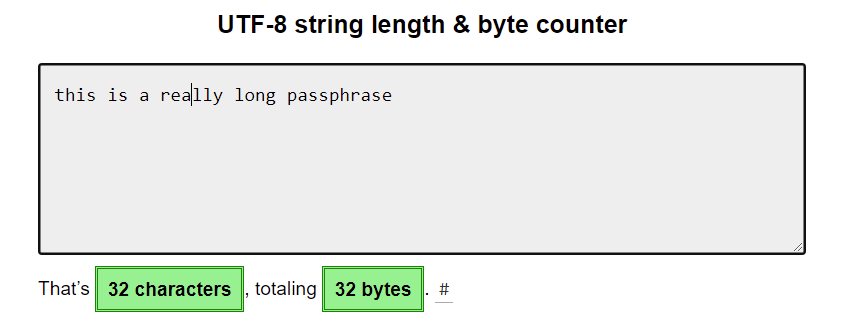 UTF-8 string length & byte counter
this is a really long passphrase
That’s 32 characters, totaling 32 bytes. #